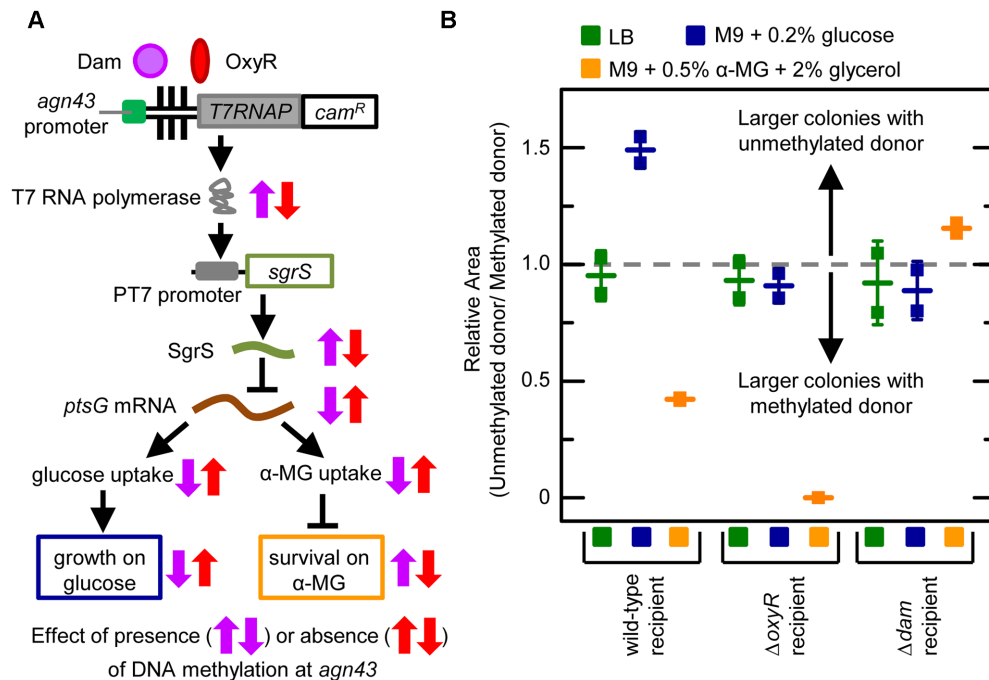 A
Dam
OxyR
agn43
promoter
T7RNAP
camR
T7 RNA polymerase
PT7 promoter
sgrS
SgrS
ptsG mRNA
glucose uptake
α-MG uptake
growth on
glucose
survival on
α-MG
Effect of presence ( ) or absence ( )
of DNA methylation at agn43
B
LB
M9 + 0.2% glucose
M9 + 0.5% α-MG + 2% glycerol
Relative Area
(Unmethylated donor/ Methylated donor)
1.5
1.0
0.5
0
Larger colonies with
unmethylated donor
Larger colonies with
methylated donor
wild-type
recipient
ΔoxyR
recipient
Δdam
recipient